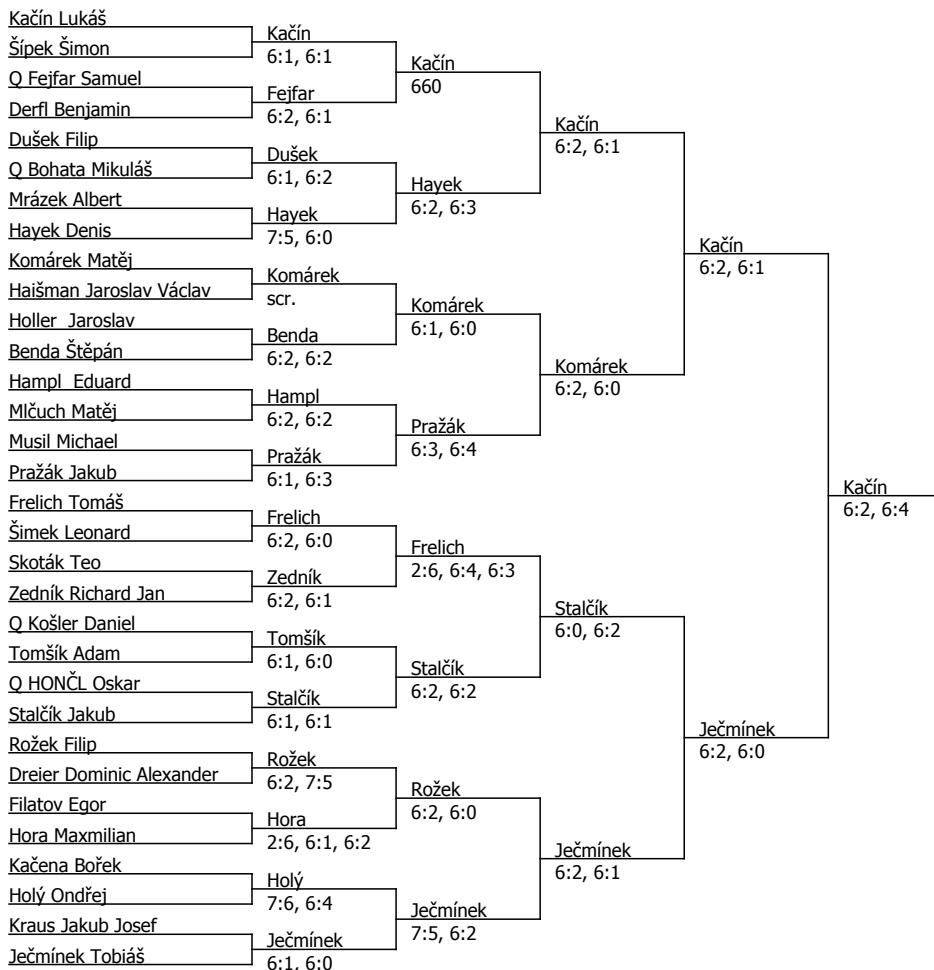 Kačín Lukáš
Šípek Šimon
Q Fejfar Samuel
Derfl Benjamin
Dušek Filip
Q Bohata Mikuláš
Mrázek Albert
Hayek Denis
Komárek Matěj
Haišman Jaroslav Václav
Holler  Jaroslav
Benda Štěpán
Hampl  Eduard
Mlčuch Matěj
Musil Michael
Pražák Jakub
Frelich Tomáš
Šimek Leonard
Skoták Teo
Zedník Richard Jan
Q Košler Daniel
Tomšík Adam
Q HONČL Oskar
Stalčík Jakub
Rožek Filip
Dreier Dominic Alexander
Filatov Egor
Hora Maxmilian
Kačena Bořek
Holý Ondřej
Kraus Jakub Josef
Ječmínek Tobiáš
Kačín
6:1, 6:1
Fejfar
6:2, 6:1
Dušek
6:1, 6:2
Hayek
7:5, 6:0
Komárek
scr.
Benda
6:2, 6:2
Hampl
6:2, 6:2
Pražák
6:1, 6:3
Frelich
6:2, 6:0
Zedník
6:2, 6:1
Tomšík
6:1, 6:0
Stalčík
6:1, 6:1
Rožek
6:2, 7:5
Hora
2:6, 6:1, 6:2
Holý
7:6, 6:4
Ječmínek
6:1, 6:0
Kačín
660
Hayek
6:2, 6:3
Komárek
6:1, 6:0
Pražák
6:3, 6:4
Frelich
2:6, 6:4, 6:3
Stalčík
6:2, 6:2
Rožek
6:2, 6:0
Ječmínek
7:5, 6:2
Kačín
6:2, 6:1
Komárek
6:2, 6:0
Stalčík
6:0, 6:2
Ječmínek
6:2, 6:1
Kačín
6:2, 6:1
Ječmínek
6:2, 6:0
Kačín
6:2, 6:4